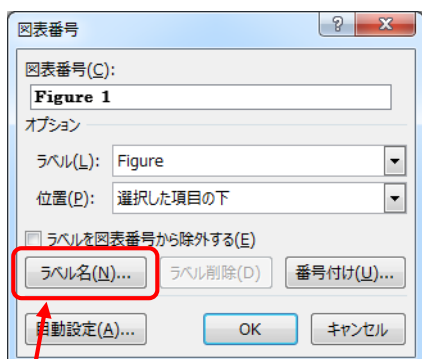 図表番号
図表番号(C):
Figure 1
オプション
ラベル(L): Figure
位置(P): 選択した項目の下
ラベルを図表番号から除外する(E)
ラベル名(N)... ラベル削除(D) 番号付け(U)...
自動設定(A)... OK キャンセル